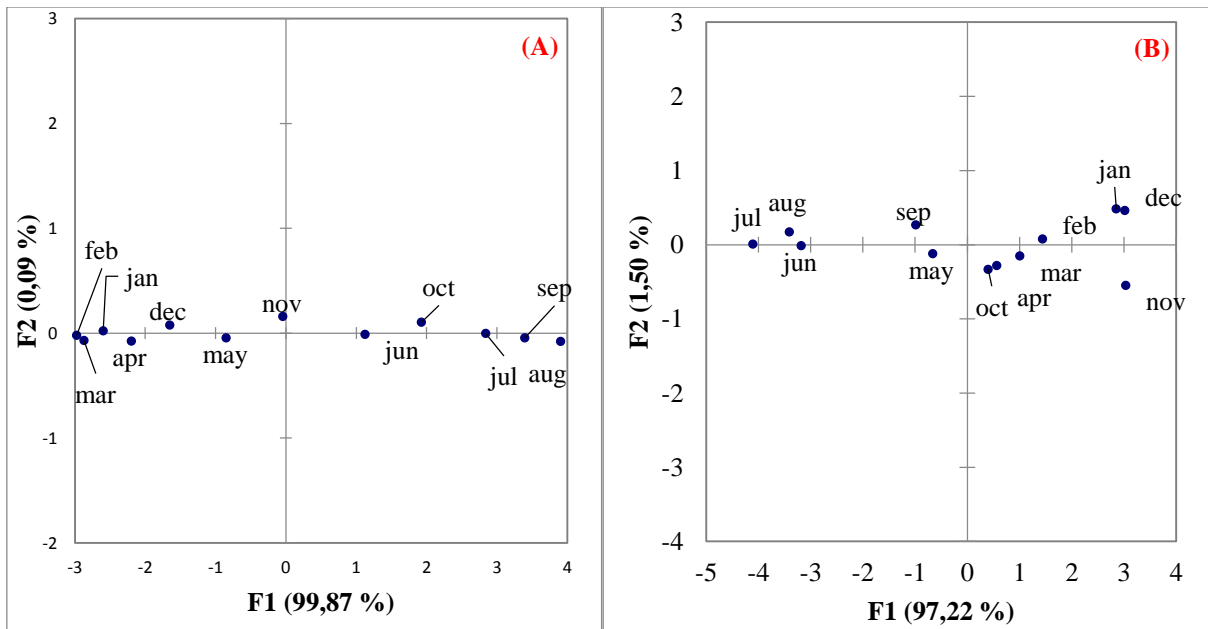 (A)
3
2
1
0
-1
-2
-3 -2 -1 0 1 2 3 4
F2 (0,09 %)
F1 (99,87 %)
feb
jan
mar
apr
dec
may
nov
jun
oct
jul
sep
aug
(B)
3
2
1
0
-1
-2
-3
-4
-5 -4 -3 -2 -1 0 1 2 3 4
F2 (1,50 %)
F1 (97,22 %)
jul
aug
jun
sep
may
oct
apr
mar
feb
jan
dec
nov